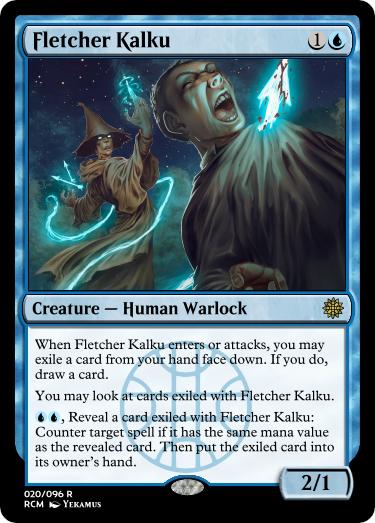 Fletcher Kalku 1
Creature — Human Warlock
When Fletcher Kalku enters or attacks, you may
exile a card from your hand face down. If you do,
draw a card.
You may look at cards exiled with Fletcher Kalku.
, Reveal a card exiled with Fletcher Kalku:
Counter target spell if it has the same mana value
as the revealed card. Then put the exiled card into
its owner's hand.
2/1
020/096 R
RCM Yekamus